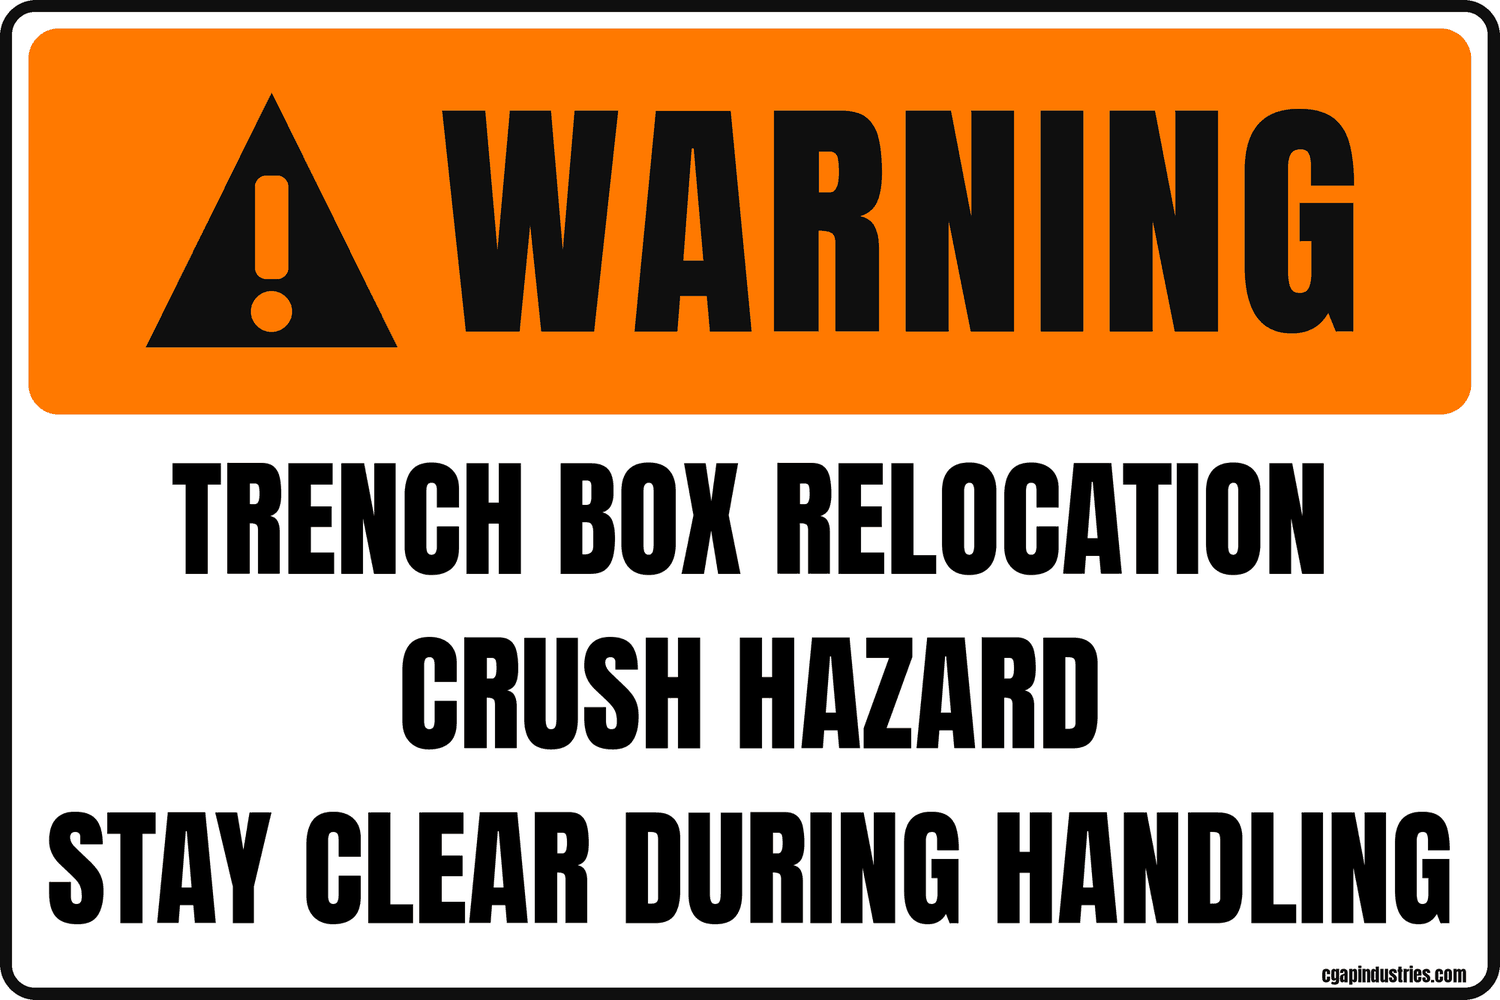 WARNING
TRENCH BOX RELOCATION
CRUSH HAZARD
STAY CLEAR DURING HANDLING
cgapindustries.com